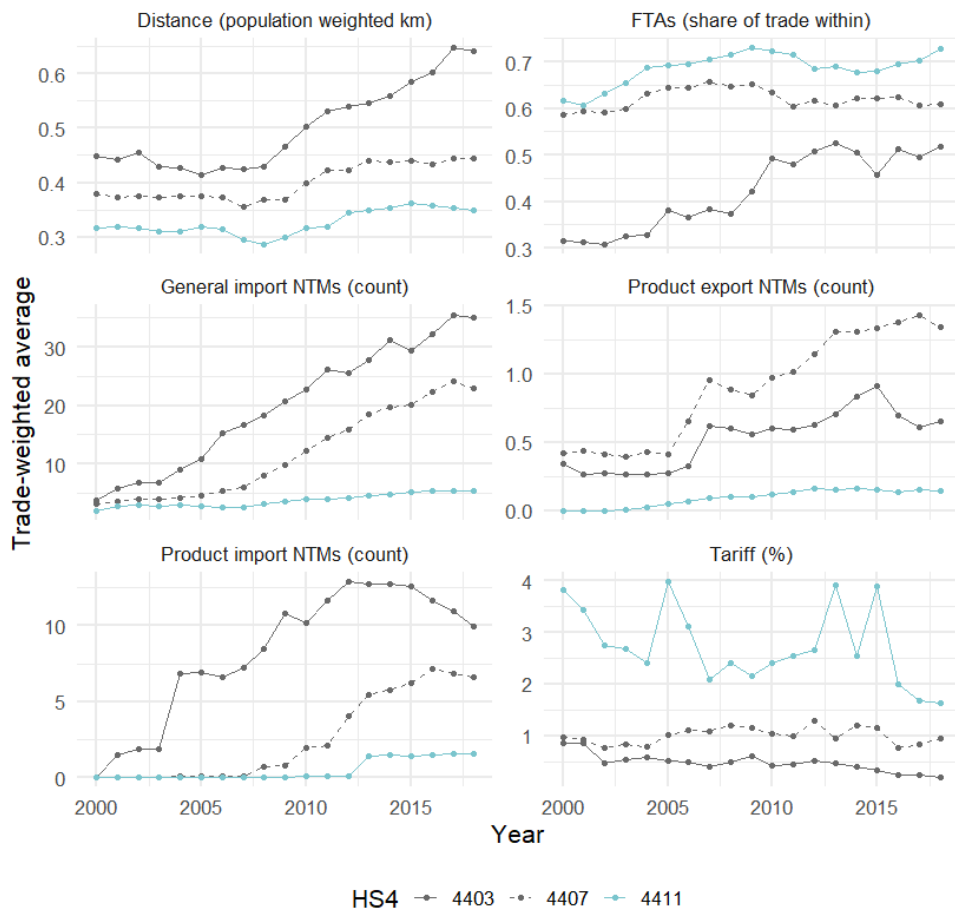 Distance (population weighted km)
FTAs (share of trade within)
0.6
0.5
0.4
0.3
0.7
0.6
0.5
0.4
0.3
General import NTMs (count)
Product export NTMs (count)
30
20
10
1.5
1.0
0.5
0.0
Product import NTMs (count)
Tariff (%)
10
5
0
4
3
2
1
2000 2005 2010 2015
2000 2005 2010 2015
Trade-weighted average
Year
HS4 4403 4407 4411